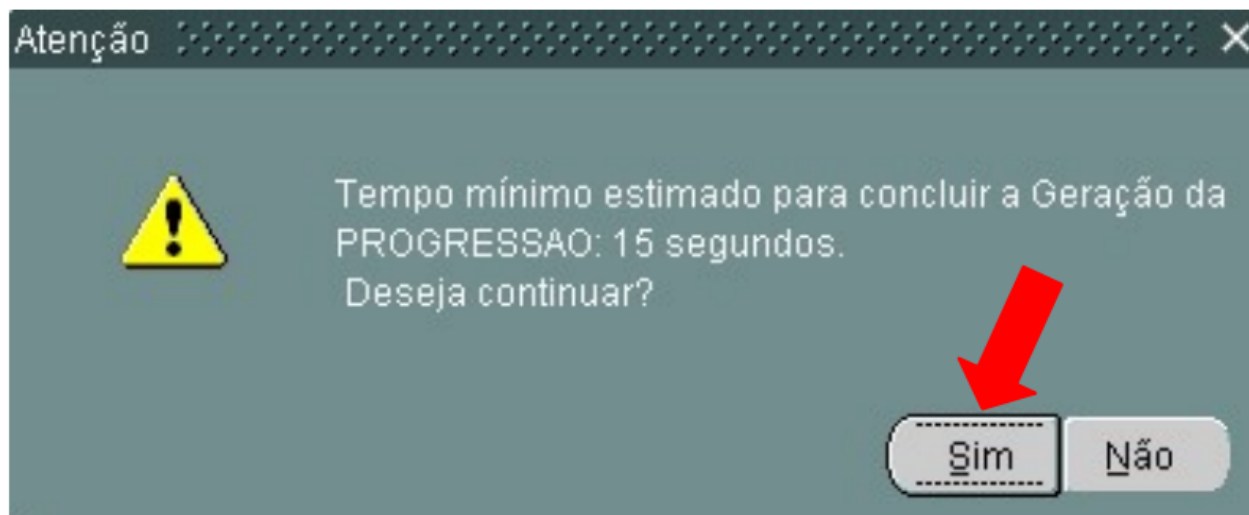 Atenção
Tempo mínimo estimado para concluir a Geração da
PROGRESSAO: 15 segundos.
Deseja continuar?
Sim Não